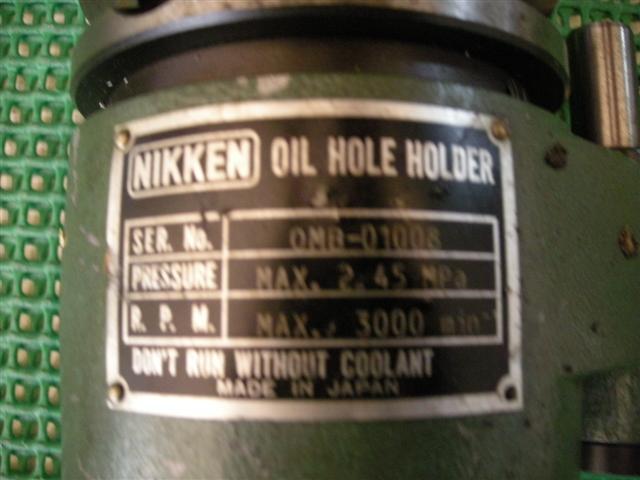 NIKKEN OIL HOLE HOLDER
SER. No. OMB-01008
PRESSURE MAX. 2.45 MPa
R. P. M. MAX. 3000 min⁻¹
DON'T RUN WITHOUT COOLANT
MADE IN JAPAN